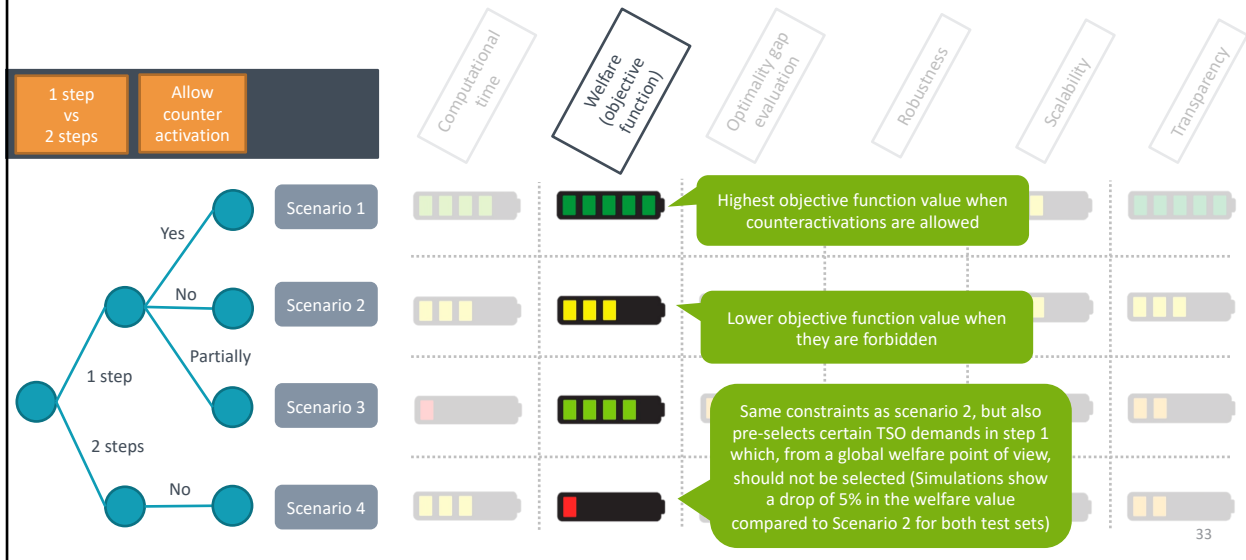 Computational
time
Welfare
(objective
function)
Optimality gap
evaluation
Robustness
Scalability
Transparency
1 step
vs
2 steps
Allow
counter
activation
Scenario 1
Highest objective function value when
counteractivations are allowed
Yes
No
Scenario 2
Lower objective function value when
they are forbidden
Partially
1 step
Scenario 3
Same constraints as scenario 2, but also
pre-selects certain TSO demands in step 1
which, from a global welfare point of view,
should not be selected (Simulations show
a drop of 5% in the welfare value
compared to Scenario 2 for both test sets)
2 steps
No
Scenario 4
33